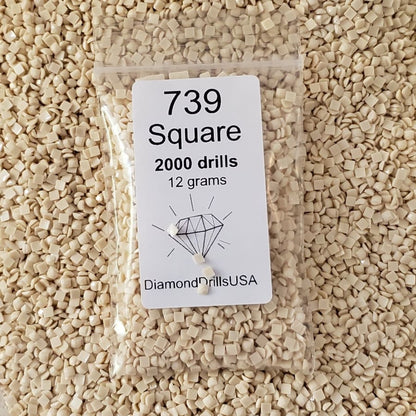 739
Square
2000 drills
12 grams
DiamondDrillsUSA